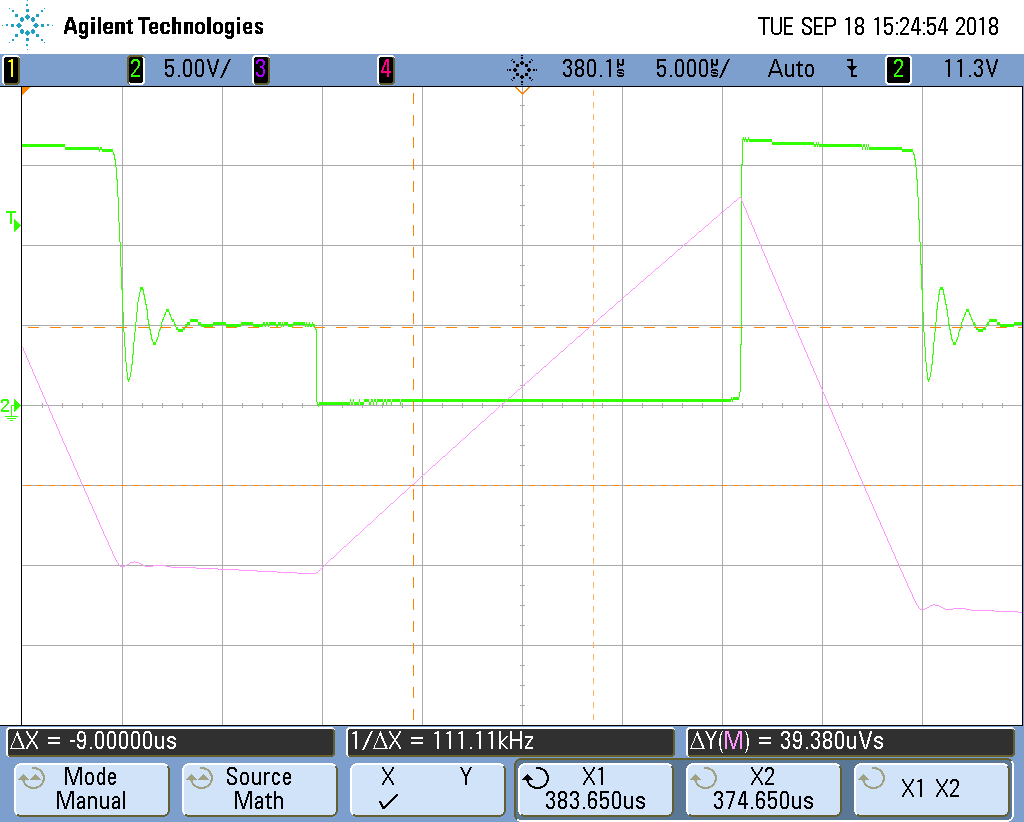 Agilent Technologies TUE SEP 18 15:24:54 2018
1 2 5.00V/ 3 4 380.1µs 5.000µs/ Auto 2 11.3V
T
2
ΔX = -9.00000us 1/ΔX = 111.11kHz ΔY(M) = 39.380uVs
Mode Source X Y X1 X2 X1 X2
Manual Math ✓ 383.650us 374.650us